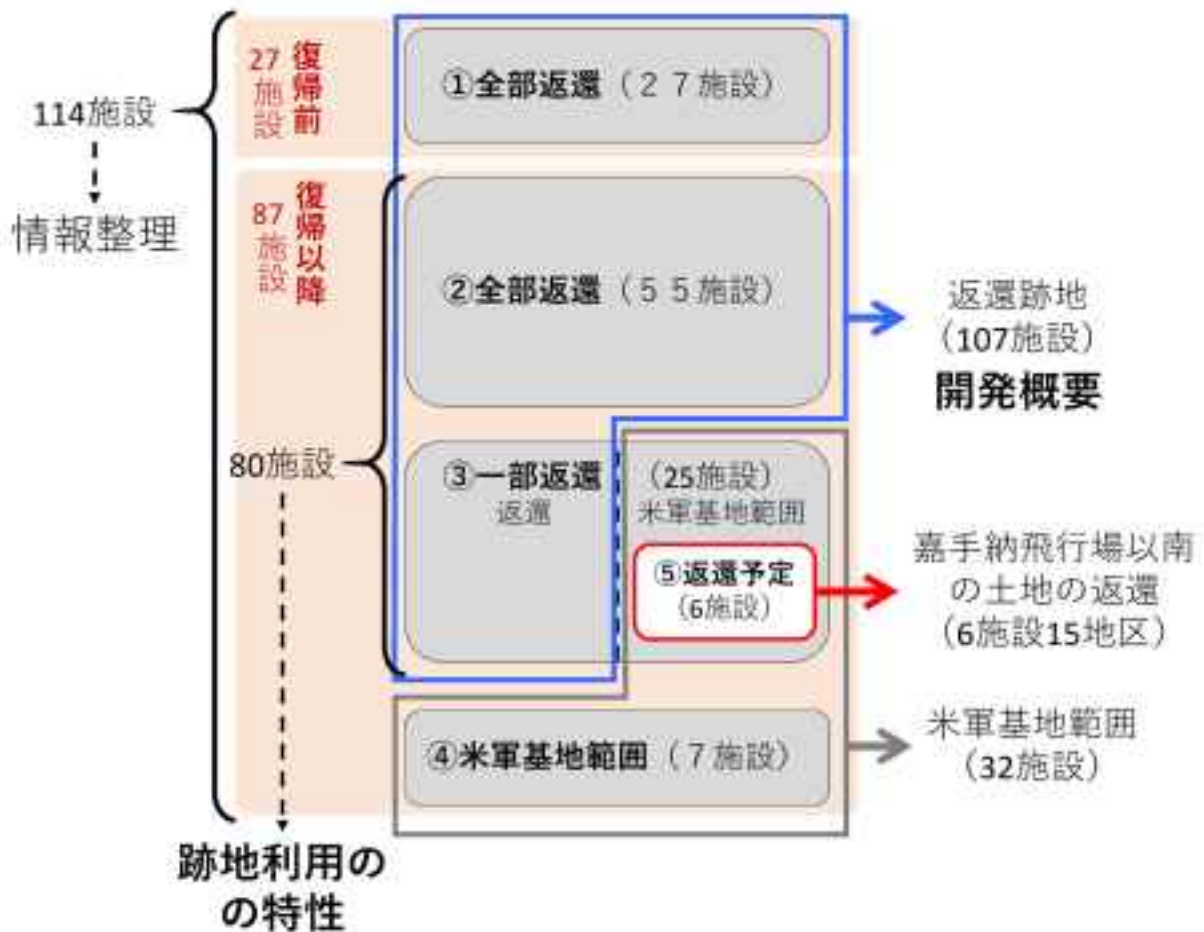 114施設
情報整理
復帰前
27施設
①全部返還（２７施設）
復帰以降
87施設
②全部返還（５５施設）
返還跡地
（107施設）
開発概要
80施設
③一部返還
返還
（25施設）
米軍基地範囲
⑤返還予定
（6施設）
嘉手納飛行場以南
の土地の返還
（6施設15地区）
④米軍基地範囲（７施設）
米軍基地範囲
（32施設）
跡地利用の
の特性